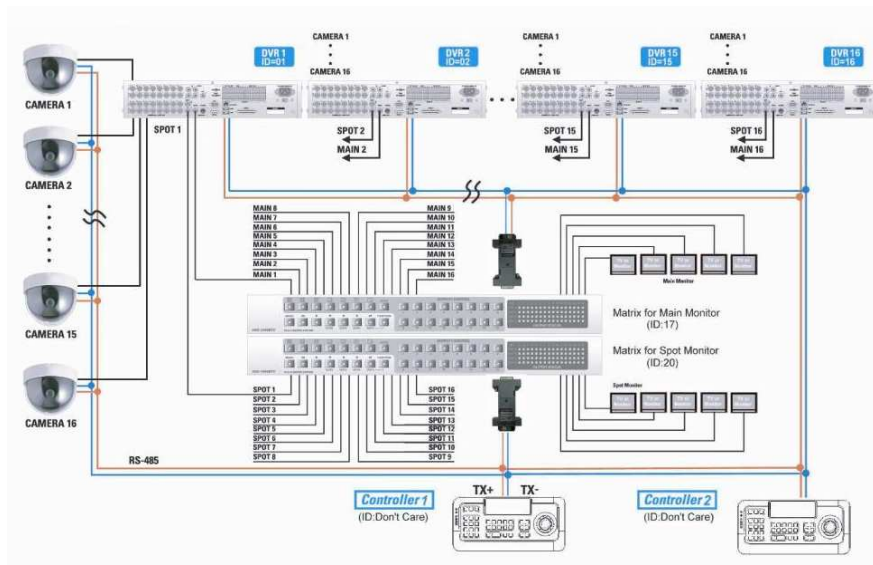 CAMERA 1
CAMERA 1
CAMERA 1
DVR 1
ID=01
DVR 2
ID=02
DVR 15
ID=15
DVR 16
ID=16
CAMERA 16
CAMERA 16
CAMERA 16
CAMERA 1
SPOT 1
SPOT 2
MAIN 2
SPOT 15
MAIN 15
SPOT 16
MAIN 16
CAMERA 2
MAIN 8
MAIN 7
MAIN 6
MAIN 5
MAIN 4
MAIN 3
MAIN 2
MAIN 1
MAIN 9
MAIN 10
MAIN 11
MAIN 12
MAIN 13
MAIN 14
MAIN 15
MAIN 16
Main Monitor
CAMERA 15
Matrix for Main Monitor
(ID:17)
Matrix for Spot Monitor
(ID:20)
Spot Monitor
CAMERA 16
SPOT 1
SPOT 2
SPOT 3
SPOT 4
SPOT 5
SPOT 6
SPOT 7
SPOT 8
SPOT 16
SPOT 15
SPOT 14
SPOT 13
SPOT 12
SPOT 11
SPOT 10
SPOT 9
RS-485
TX+ TX-
Controller 1
(ID:Don't Care)
Controller 2
(ID:Don't Care)